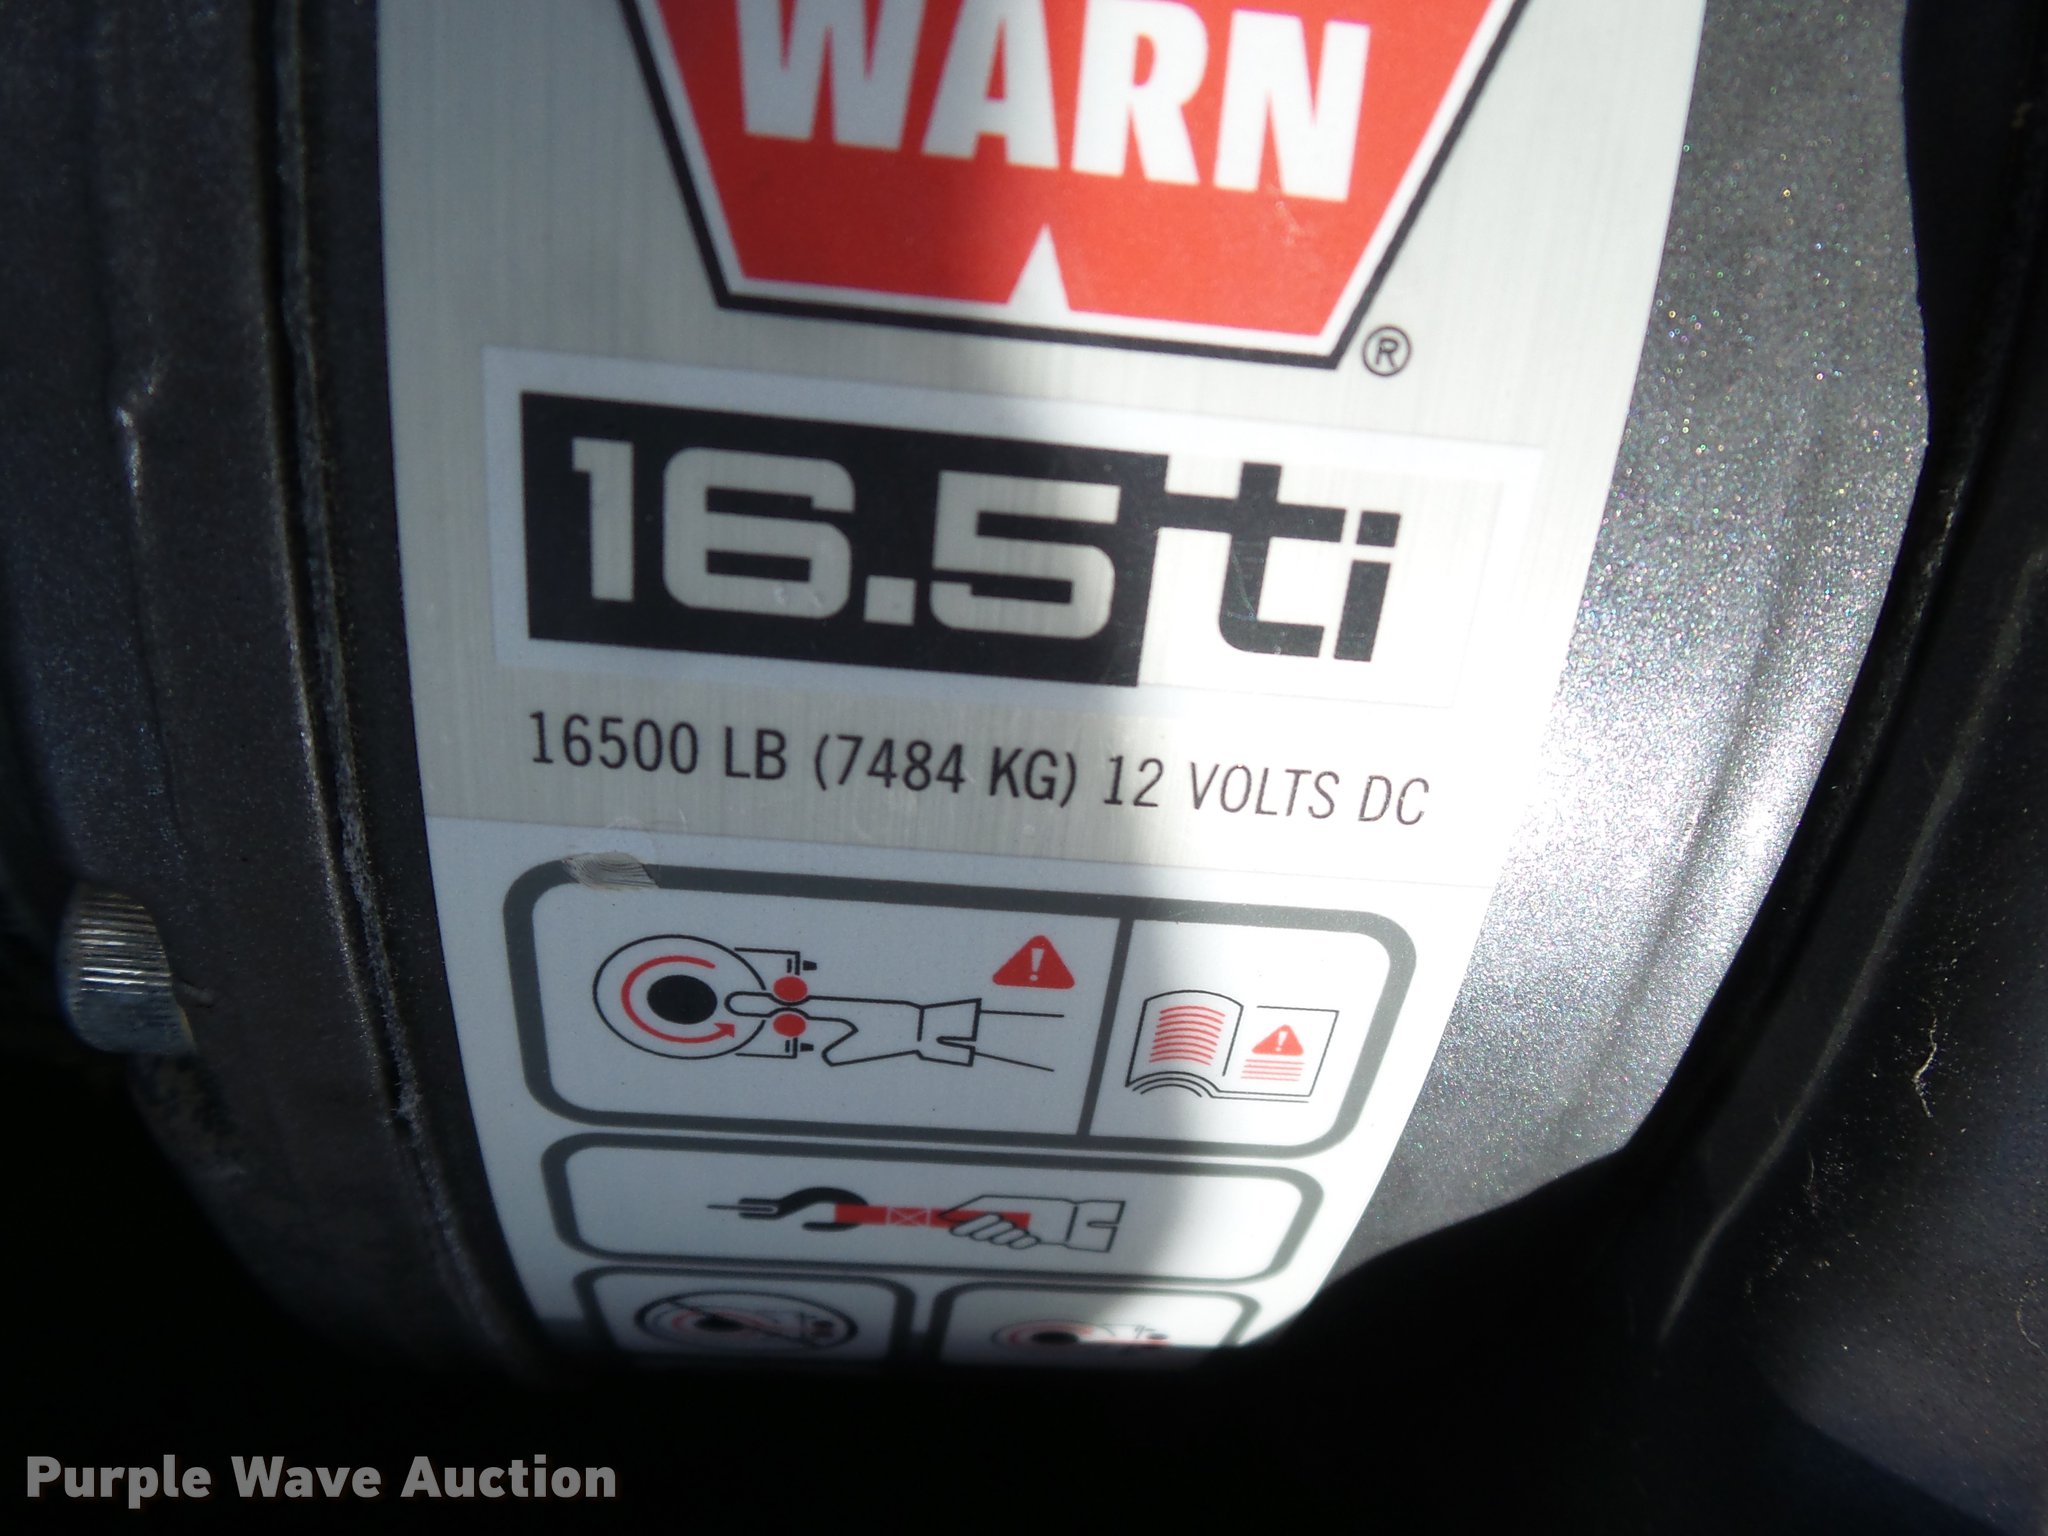 WARN
®
16.5ti
16500 LB (7484 KG) 12 VOLTS DC
Purple Wave Auction